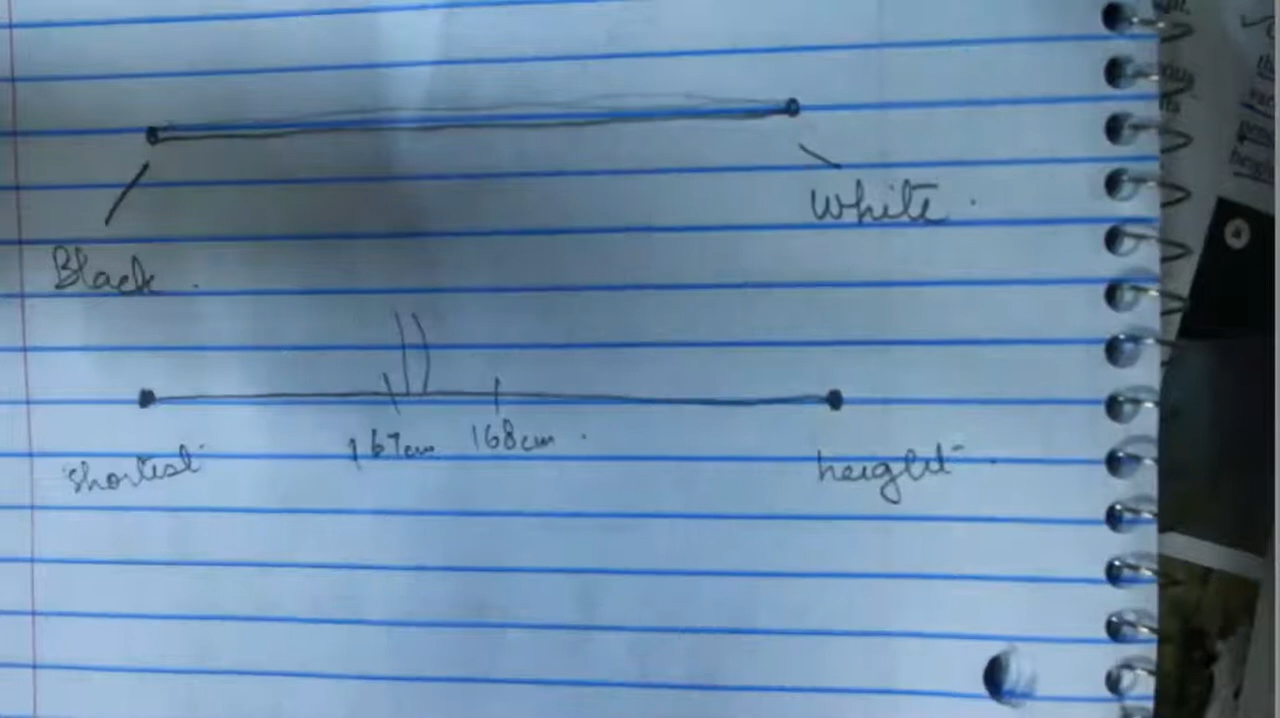 White.
Black.
167cm 168cm.
Shortest
height.